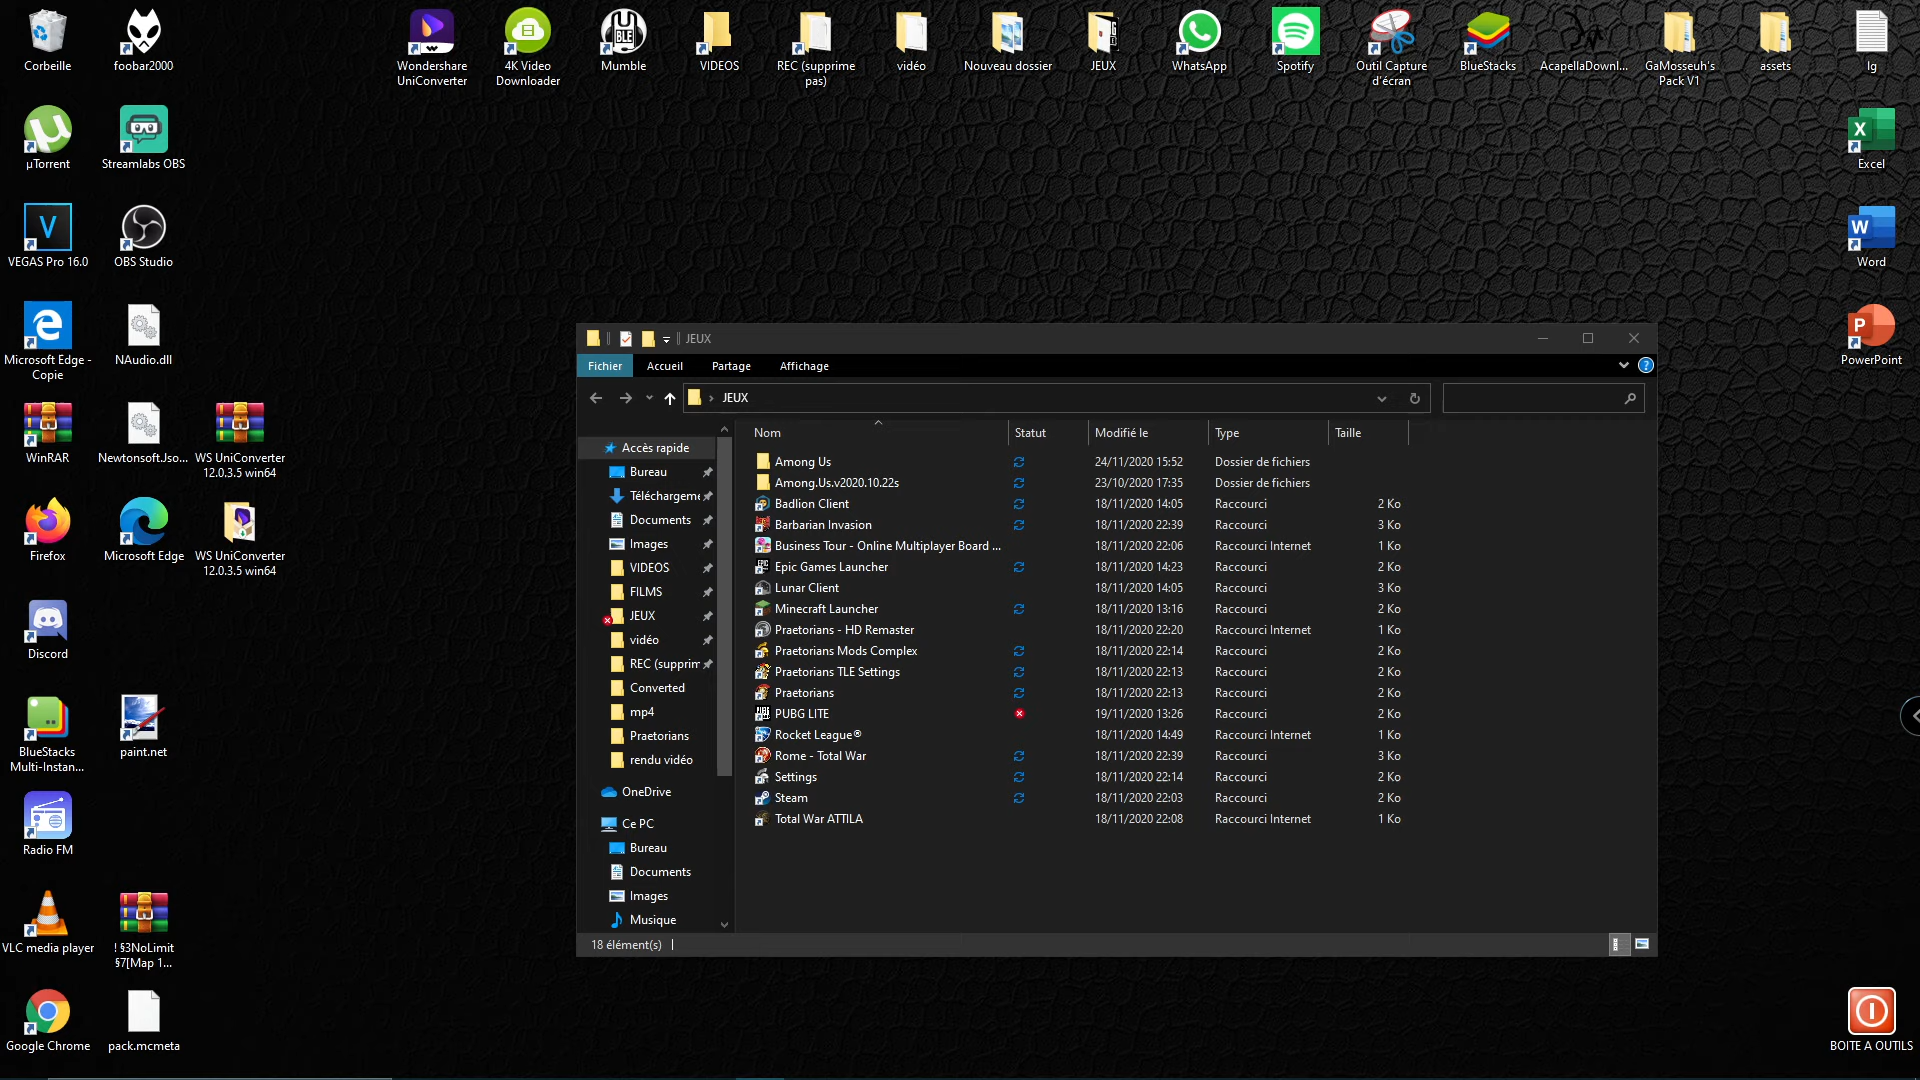 Corbeille
foobar2000
Wondershare
UniConverter
4K Video
Downloader
Mumble
VIDEOS
REC (supprime
pas)
vidéo
Nouveau dossier
JEUX
WhatsApp
Spotify
Outil Capture
d'écran
BlueStacks
AcapellaDownl...
GaMosseuh's
Pack V1
assets
lg
µTorrent
Streamlabs OBS
Excel
VEGAS Pro 16.0
OBS Studio
Word
Microsoft Edge -
Copie
NAudio.dll
PowerPoint
WinRAR
Newtonsoft.Jso...
WS UniConverter
12.0.3.5 win64
Firefox
Microsoft Edge
WS UniConverter
12.0.3.5 win64
Discord
BlueStacks
Multi-Instan...
paint.net
Radio FM
VLC media player
! §3NoLimit
§7[Map 1...
Google Chrome
pack.mcmeta
BOITE A OUTILS
JEUX
Fichier Accueil Partage Affichage
JEUX
Nom Statut Modifié le Type Taille
Accès rapide
Bureau
Téléchargeme
Documents
Images
VIDEOS
FILMS
JEUX
vidéo
REC (supprim
Converted
mp4
Praetorians
rendu vidéo
OneDrive
Ce PC
Bureau
Documents
Images
Musique
Among Us 24/11/2020 15:52 Dossier de fichiers
Among.Us.v2020.10.22s 23/10/2020 17:35 Dossier de fichiers
Badlion Client 18/11/2020 14:05 Raccourci 2 Ko
Barbarian Invasion 18/11/2020 22:39 Raccourci 3 Ko
Business Tour - Online Multiplayer Board ... 18/11/2020 22:06 Raccourci Internet 1 Ko
Epic Games Launcher 18/11/2020 14:23 Raccourci 2 Ko
Lunar Client 18/11/2020 14:05 Raccourci 3 Ko
Minecraft Launcher 18/11/2020 13:16 Raccourci 2 Ko
Praetorians - HD Remaster 18/11/2020 22:20 Raccourci Internet 1 Ko
Praetorians Mods Complex 18/11/2020 22:14 Raccourci 2 Ko
Praetorians TLE Settings 18/11/2020 22:13 Raccourci 2 Ko
Praetorians 18/11/2020 22:13 Raccourci 2 Ko
PUBG LITE 19/11/2020 13:26 Raccourci 2 Ko
Rocket League® 18/11/2020 14:49 Raccourci Internet 1 Ko
Rome - Total War 18/11/2020 22:39 Raccourci 3 Ko
Settings 18/11/2020 22:14 Raccourci 2 Ko
Steam 18/11/2020 22:03 Raccourci 2 Ko
Total War ATTILA 18/11/2020 22:08 Raccourci Internet 1 Ko
18 élément(s)